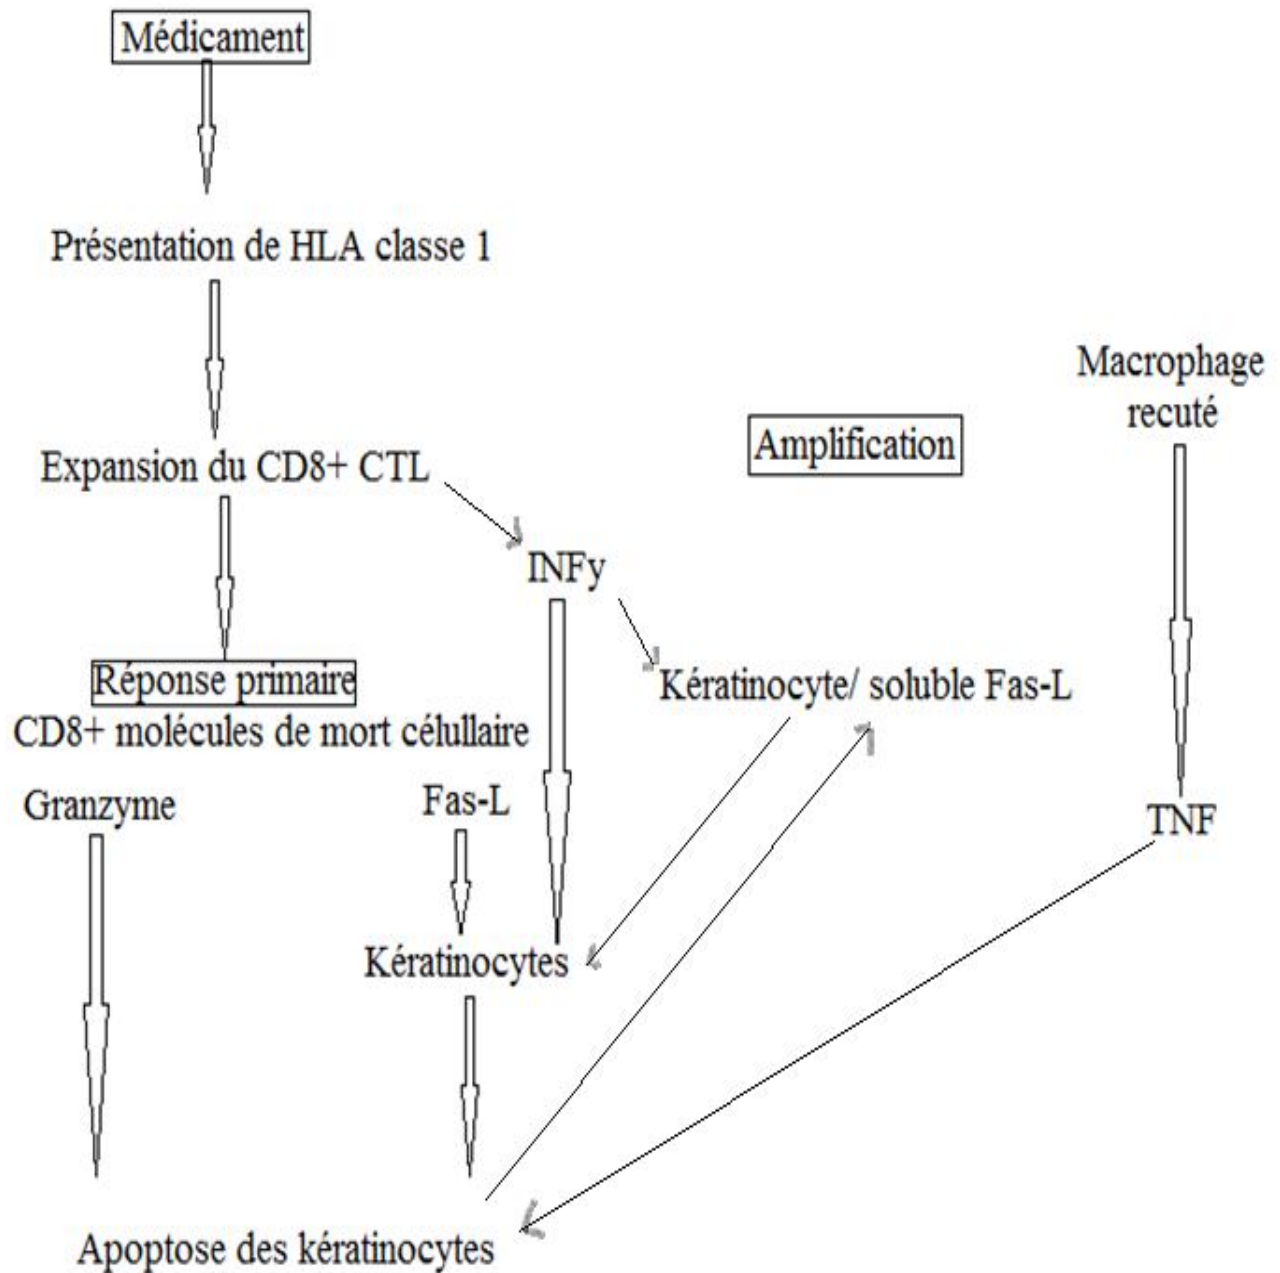 Médicament
Présentation de HLA classe 1
Macrophage
recuté
Amplification
Expansion du CD8+ CTL
INFy
Réponse primaire
Kératinocyte/ soluble Fas-L
CD8+ molécules de mort célullaire
Granzyme
Fas-L
TNF
Kératinocytes
Apoptose des kératinocytes